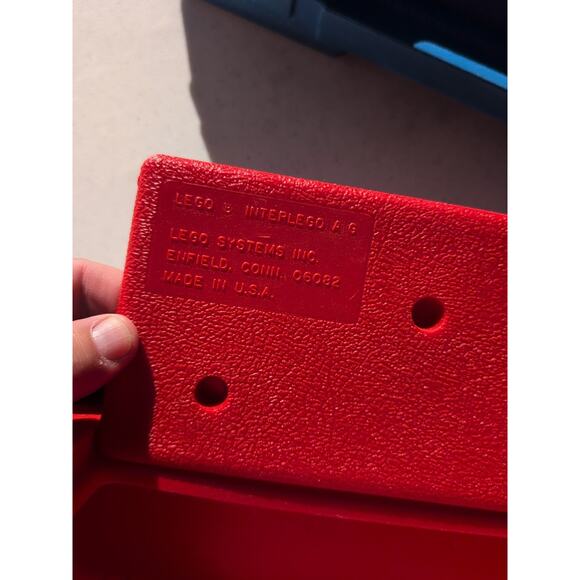 LEGO ® INTERLEGO A G
LEGO SYSTEMS INC.
ENFIELD, CONN. 06082
MADE IN U.S.A.